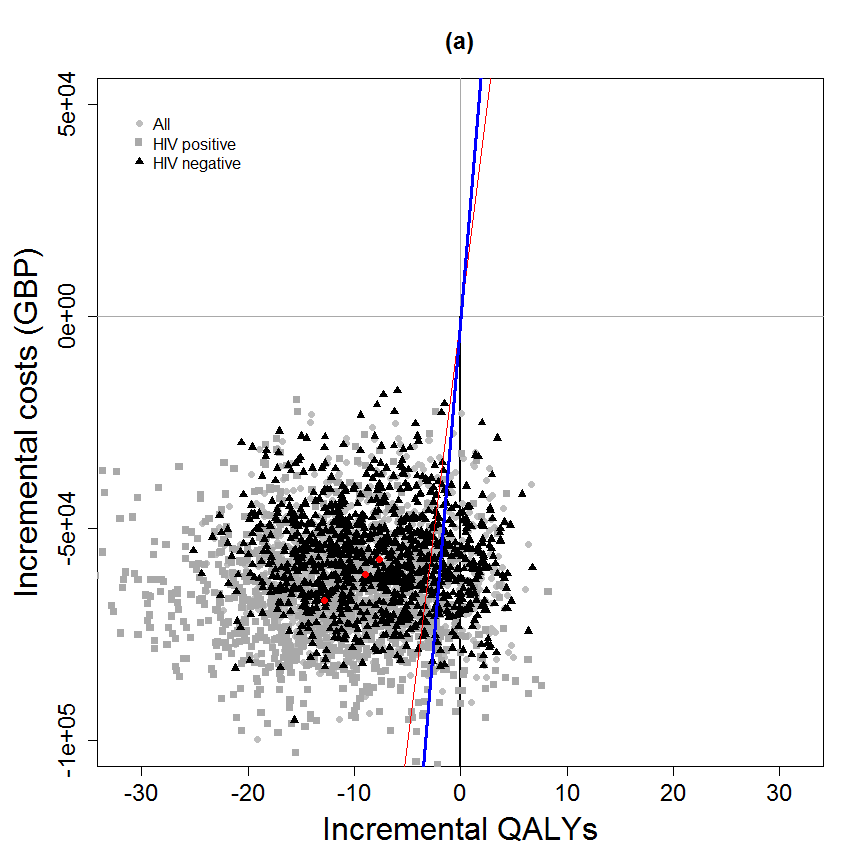 (a)
All
HIV positive
HIV negative
5e+04
0e+00
-5e+04
-1e+05
Incremental costs (GBP)
-30
-20
-10
0
10
20
30
Incremental QALYs